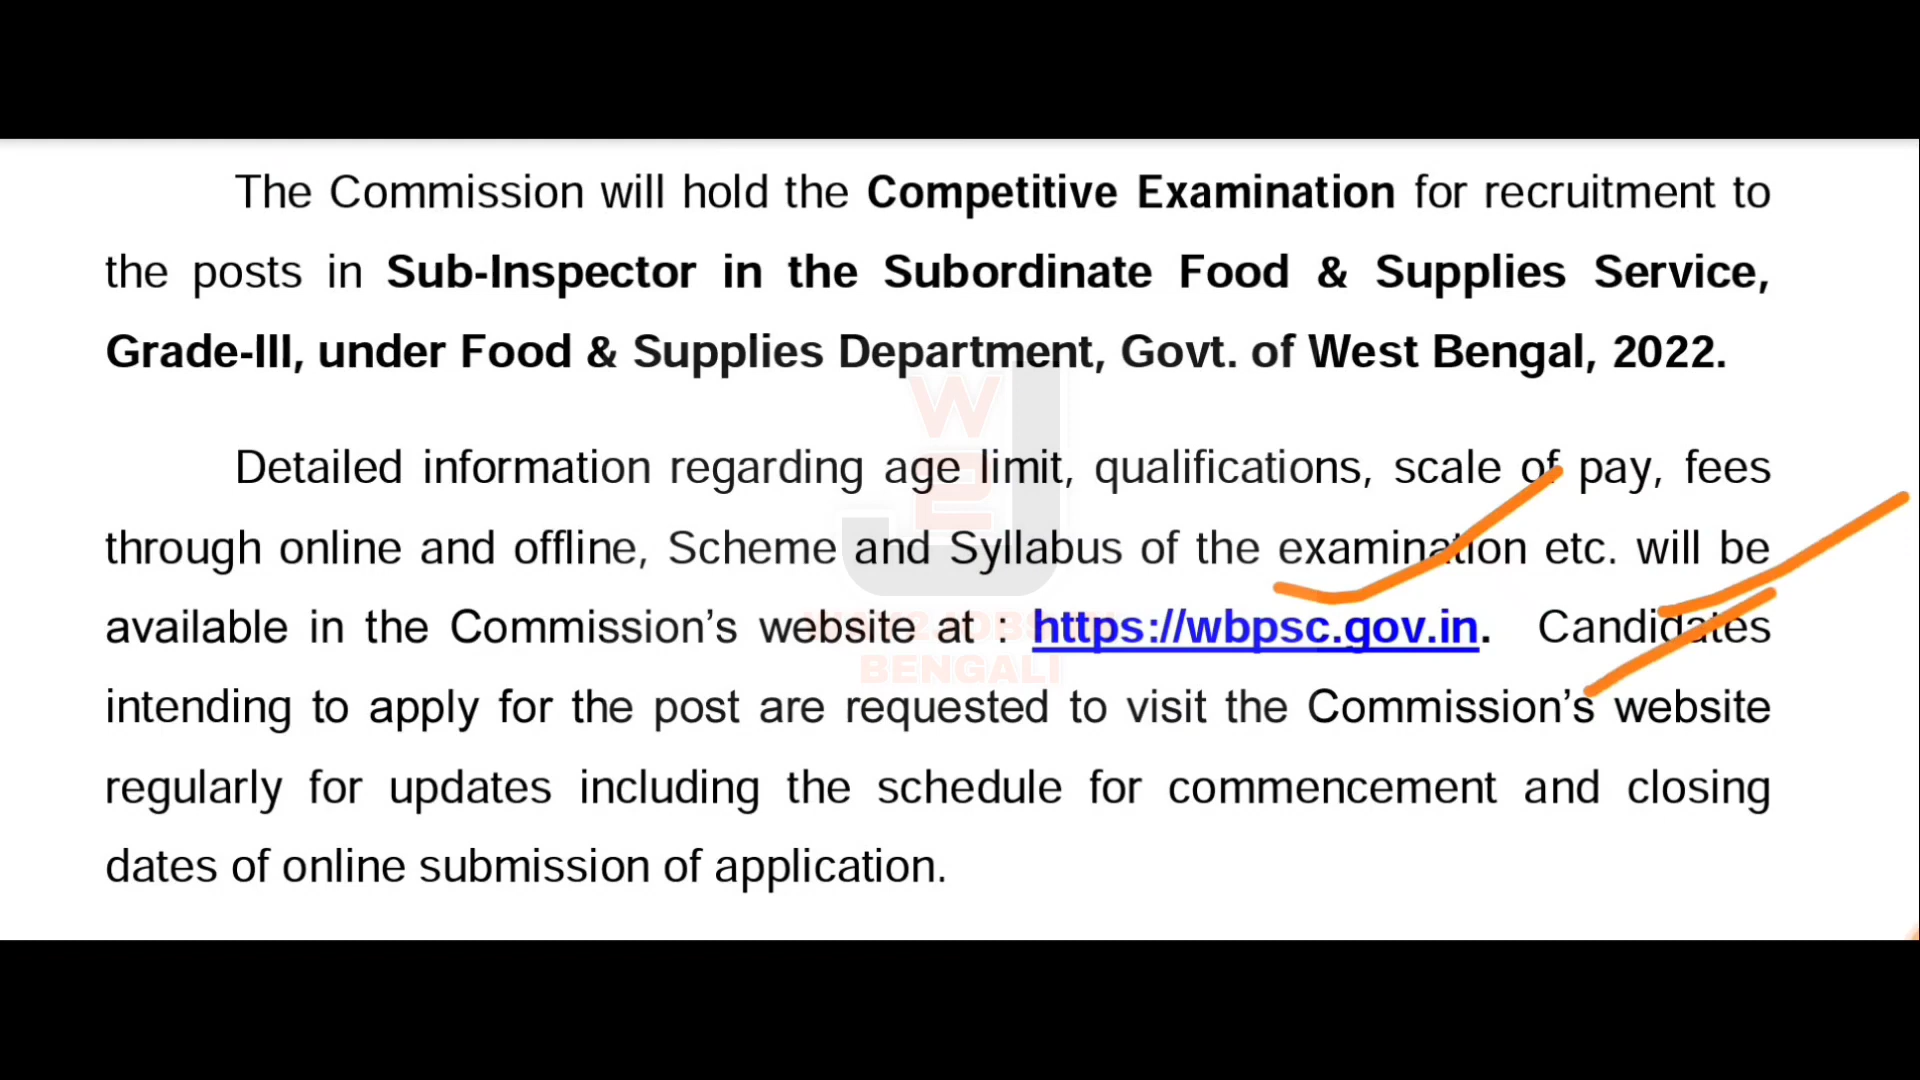 The Commission will hold the Competitive Examination for recruitment to
the posts in Sub-Inspector in the Subordinate Food & Supplies Service,
Grade-III, under Food & Supplies Department, Govt. of West Bengal, 2022.
Detailed information regarding age limit, qualifications, scale of pay, fees
through online and offline, Scheme and Syllabus of the examination etc. will be
available in the Commission’s website at : https://wbpsc.gov.in. Candidates
intending to apply for the post are requested to visit the Commission’s website
regularly for updates including the schedule for commencement and closing
dates of online submission of application.
W
2
J
BENGALI